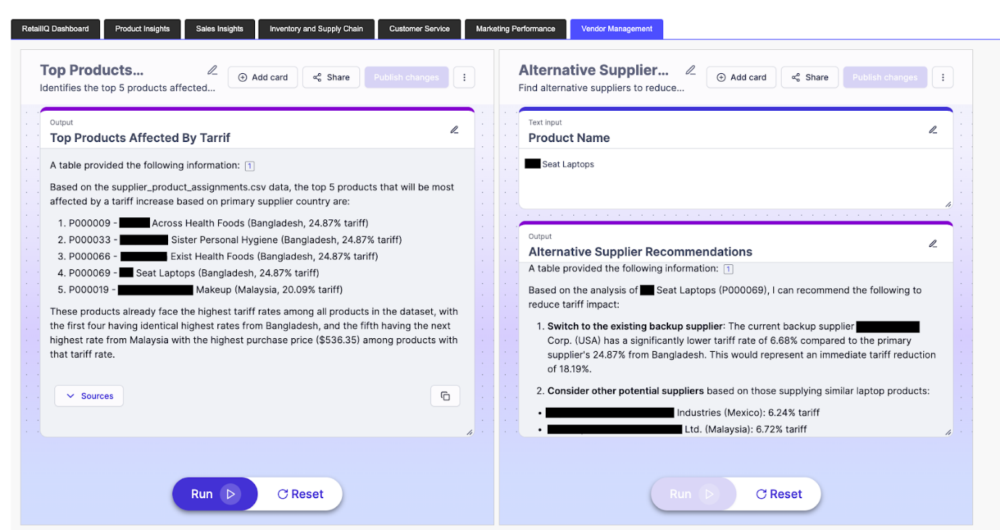 RetailIQ Dashboard
Product Insights
Sales Insights
Inventory and Supply Chain
Customer Service
Marketing Performance
Vendor Management
Top Products...
Add card
Share
Publish changes
Identifies the top 5 products affected...
Output
Top Products Affected By Tarrif
A table provided the following information: 1
Based on the supplier_product_assignments.csv data, the top 5 products that will be most
affected by a tariff increase based on primary supplier country are:
1. P000009 - Across Health Foods (Bangladesh, 24.87% tariff)
2. P000033 - Sister Personal Hygiene (Bangladesh, 24.87% tariff)
3. P000066 - Exist Health Foods (Bangladesh, 24.87% tariff)
4. P000069 - Seat Laptops (Bangladesh, 24.87% tariff)
5. P000019 - Makeup (Malaysia, 20.09% tariff)
These products already face the highest tariff rates among all products in the dataset, with
the first four having identical highest rates from Bangladesh, and the fifth having the next
highest rate from Malaysia with the highest purchase price ($536.35) among products with
that tariff rate.
Sources
Run
Reset
Alternative Supplier...
Add card
Share
Publish changes
Find alternative suppliers to reduce...
Text input
Product Name
Seat Laptops
Output
Alternative Supplier Recommendations
A table provided the following information: 1
Based on the analysis of Seat Laptops (P000069), I can recommend the following to
reduce tariff impact:
1. Switch to the existing backup supplier: The current backup supplier
Corp. (USA) has a significantly lower tariff rate of 6.68% compared to the primary
supplier's 24.87% from Bangladesh. This would represent an immediate tariff reduction
of 18.19%.
2. Consider other potential suppliers based on those supplying similar laptop products:
• Industries (Mexico): 6.24% tariff
• Ltd. (Malaysia): 6.72% tariff
Run
Reset